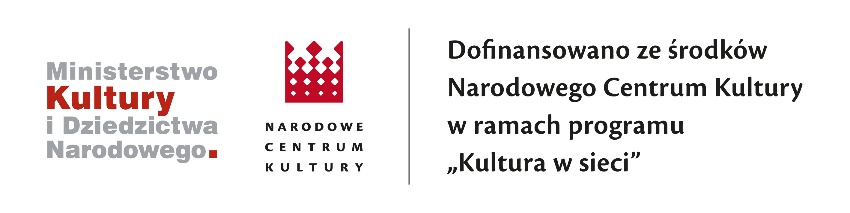 Ministerstwo
Kultury
i Dziedzictwa
Narodowego.
NARODOWE
CENTRUM
KULTURY
Dofinansowano ze środków
Narodowego Centrum Kultury
w ramach programu
„Kultura w sieci”